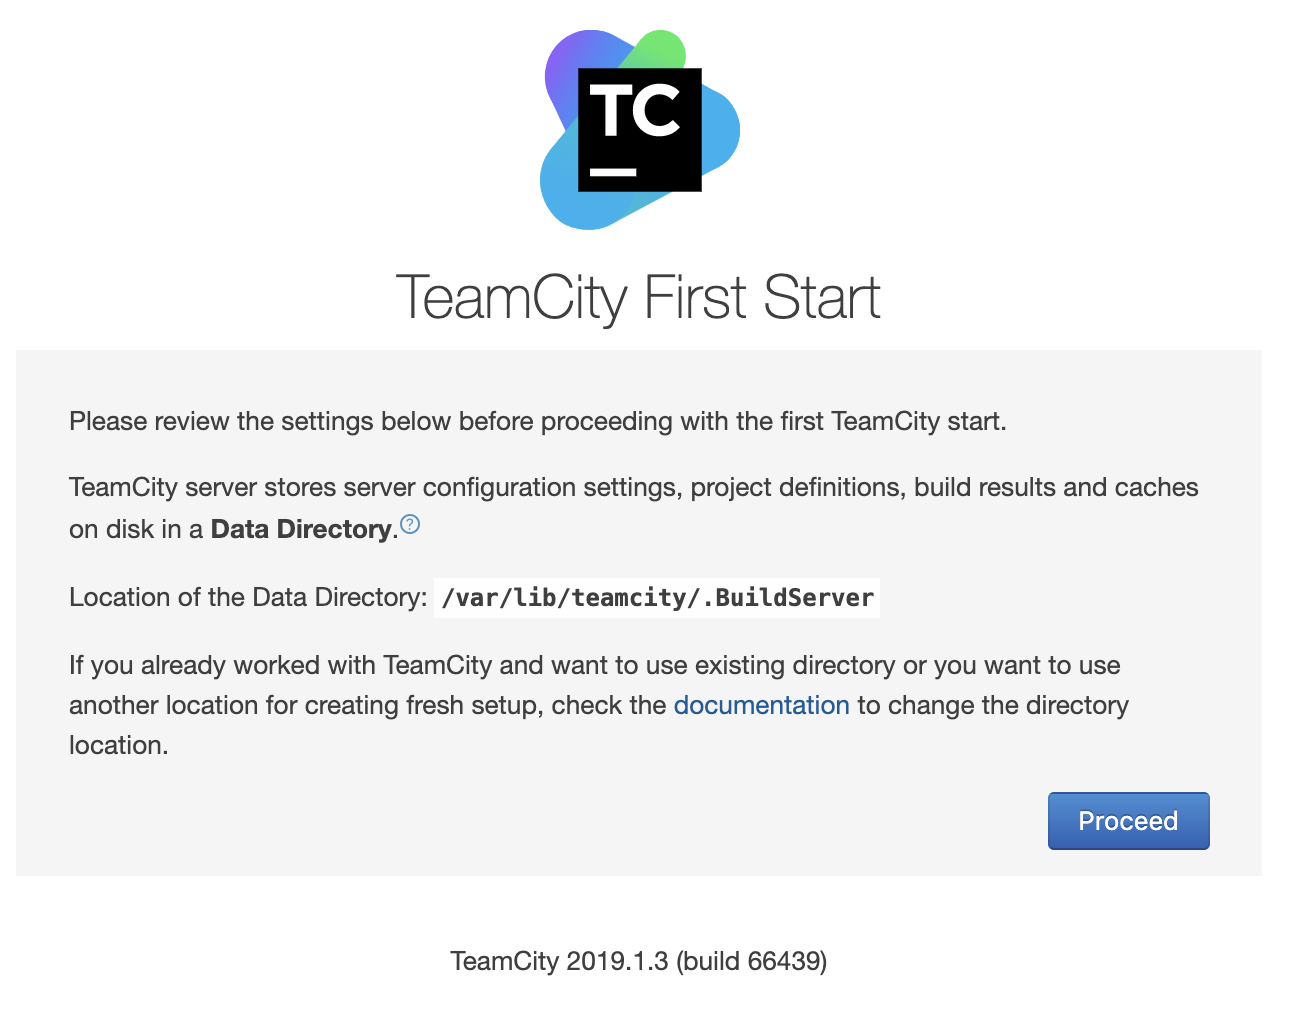 TC
TeamCity First Start
Please review the settings below before proceeding with the first TeamCity start.
TeamCity server stores server configuration settings, project definitions, build results and caches
on disk in a Data Directory.?
Location of the Data Directory: /var/lib/teamcity/.BuildServer
If you already worked with TeamCity and want to use existing directory or you want to use
another location for creating fresh setup, check the documentation to change the directory
location.
Proceed
TeamCity 2019.1.3 (build 66439)